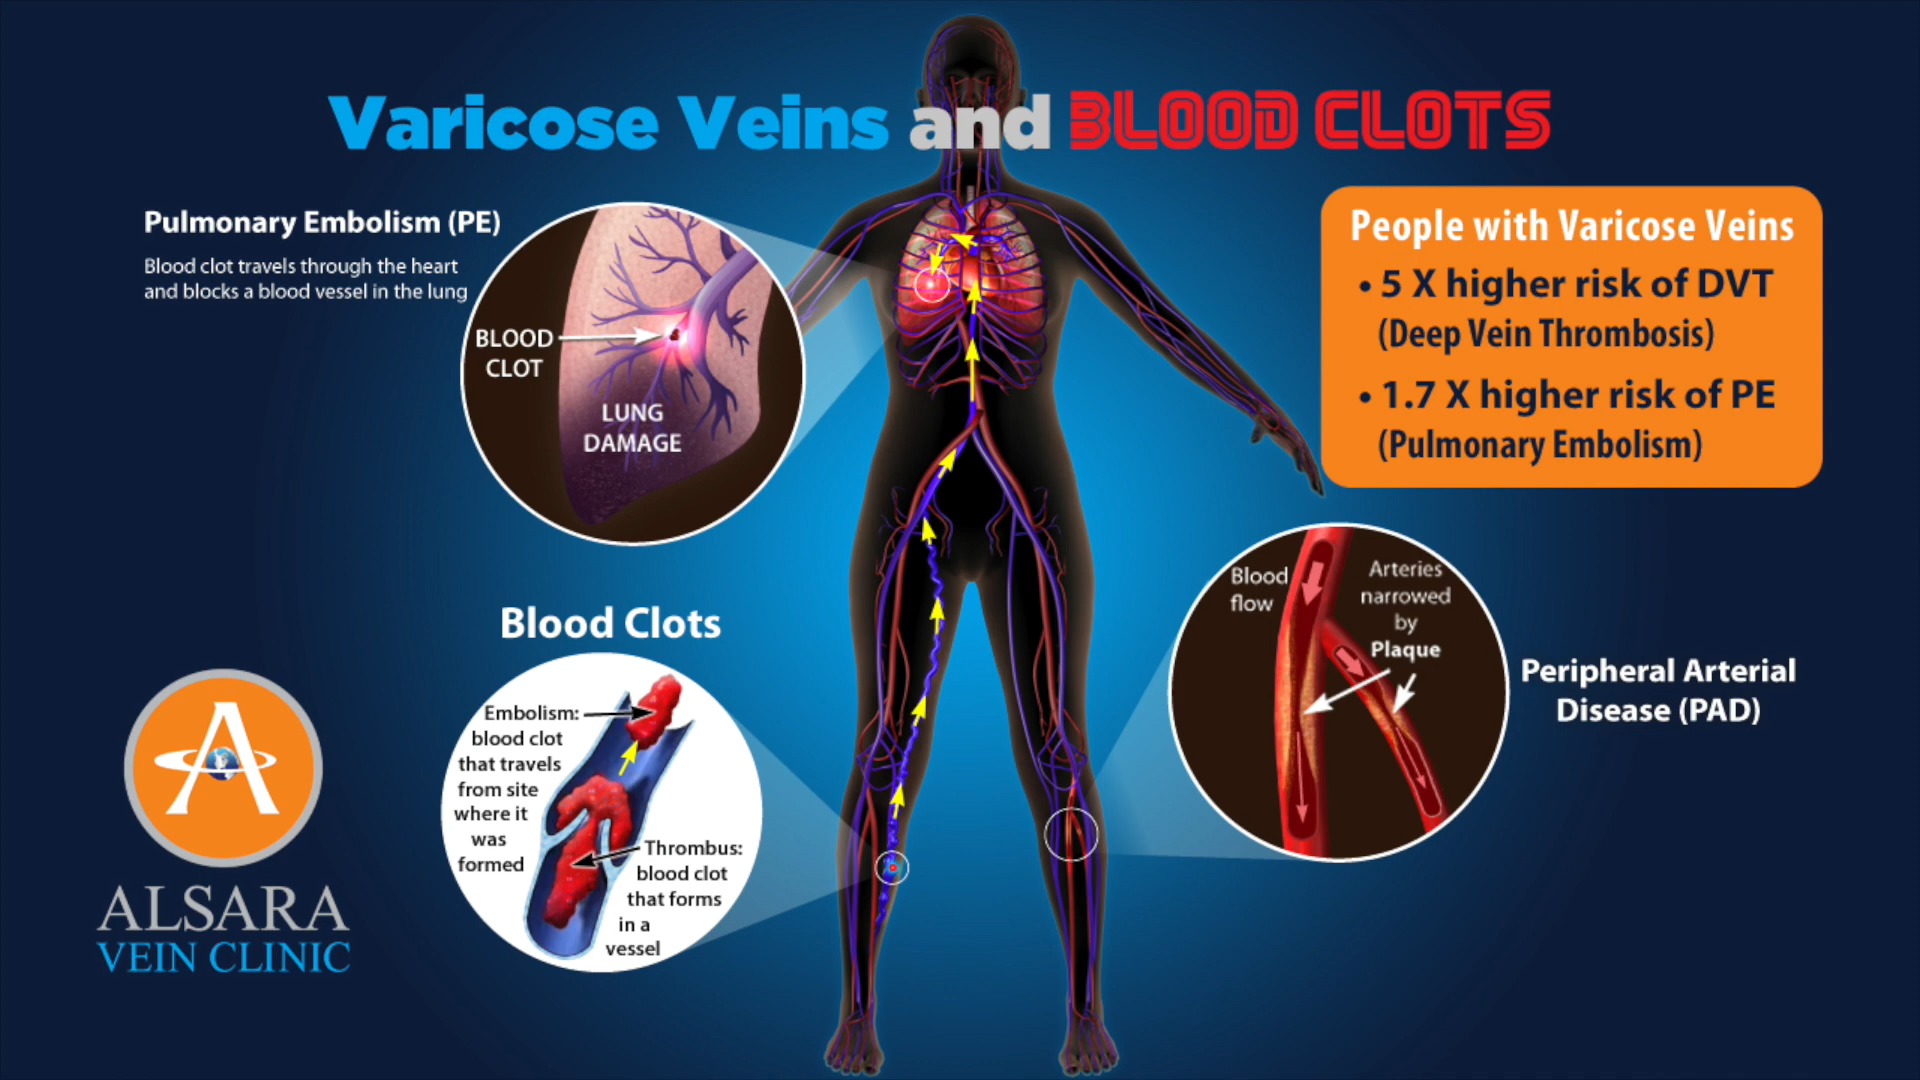 Varicose Veins and BLOOD CLOTS
Pulmonary Embolism (PE)
Blood clot travels through the heart
and blocks a blood vessel in the lung
BLOOD
CLOT
LUNG
DAMAGE
People with Varicose Veins
• 5 X higher risk of DVT
(Deep Vein Thrombosis)
• 1.7 X higher risk of PE
(Pulmonary Embolism)
Blood Clots
Embolism:
blood clot
that travels
from site
where it
was
formed
Thrombus:
blood clot
that forms
in a
vessel
Blood
flow
Arteries
narrowed
by
Plaque
Peripheral Arterial
Disease (PAD)
A
ALSARA
VEIN CLINIC